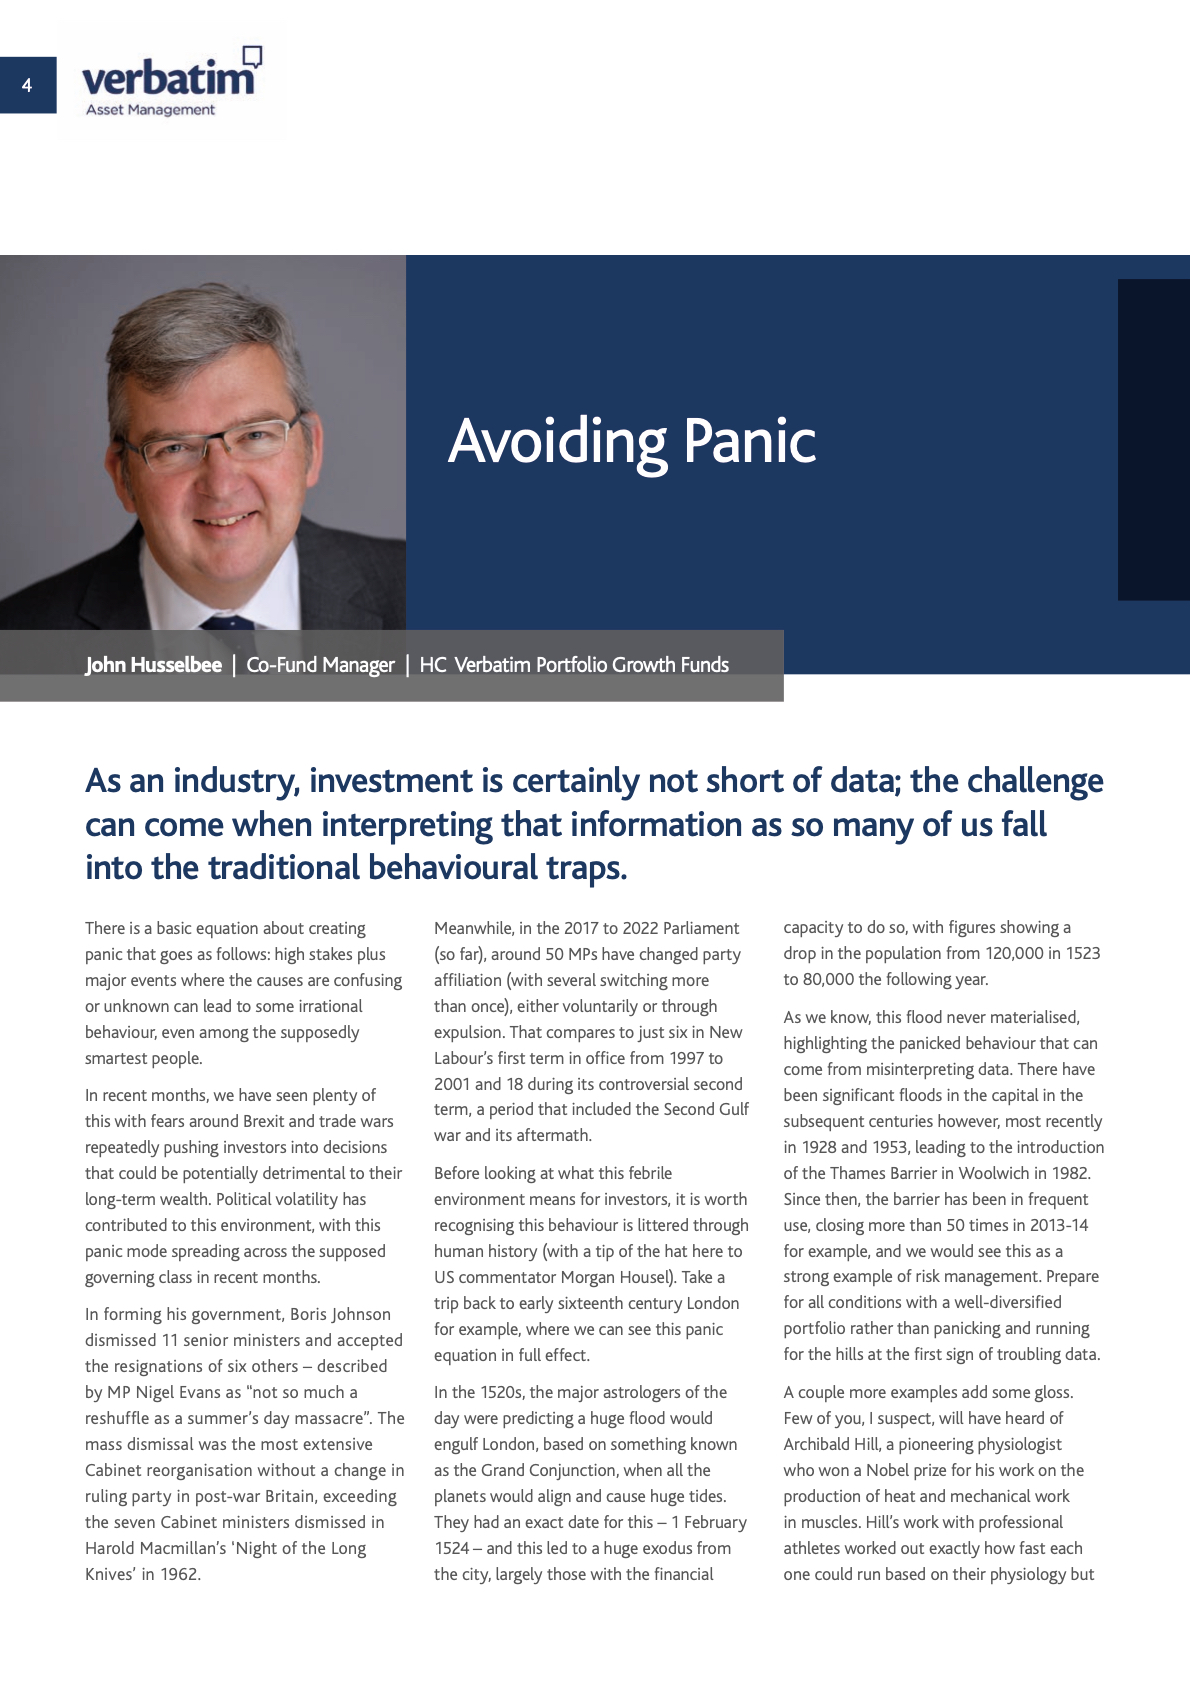 4
verbatim
Asset Management
Avoiding Panic
John Husselbee | Co-Fund Manager | HC Verbatim Portfolio Growth Funds
As an industry, investment is certainly not short of data; the challenge
can come when interpreting that information as so many of us fall
into the traditional behavioural traps.
There is a basic equation about creating
panic that goes as follows: high stakes plus
major events where the causes are confusing
or unknown can lead to some irrational
behaviour, even among the supposedly
smartest people.
In recent months, we have seen plenty of
this with fears around Brexit and trade wars
repeatedly pushing investors into decisions
that could be potentially detrimental to their
long-term wealth. Political volatility has
contributed to this environment, with this
panic mode spreading across the supposed
governing class in recent months.
In forming his government, Boris Johnson
dismissed 11 senior ministers and accepted
the resignations of six others – described
by MP Nigel Evans as "not so much a
reshuffle as a summer's day massacre”. The
mass dismissal was the most extensive
Cabinet reorganisation without a change in
ruling party in post-war Britain, exceeding
the seven Cabinet ministers dismissed in
Harold Macmillan's 'Night of the Long
Knives’ in 1962.
Meanwhile, in the 2017 to 2022 Parliament
(so far), around 50 MPs have changed party
affiliation (with several switching more
than once), either voluntarily or through
expulsion. That compares to just six in New
Labour’s first term in office from 1997 to
2001 and 18 during its controversial second
term, a period that included the Second Gulf
war and its aftermath.
Before looking at what this febrile
environment means for investors, it is worth
recognising this behaviour is littered through
human history (with a tip of the hat here to
US commentator Morgan Housel). Take a
trip back to early sixteenth century London
for example, where we can see this panic
equation in full effect.
In the 1520s, the major astrologers of the
day were predicting a huge flood would
engulf London, based on something known
as the Grand Conjunction, when all the
planets would align and cause huge tides.
They had an exact date for this – 1 February
1524 – and this led to a huge exodus from
the city, largely those with the financial
capacity to do so, with figures showing a
drop in the population from 120,000 in 1523
to 80,000 the following year.
As we know, this flood never materialised,
highlighting the panicked behaviour that can
come from misinterpreting data. There have
been significant floods in the capital in the
subsequent centuries however, most recently
in 1928 and 1953, leading to the introduction
of the Thames Barrier in Woolwich in 1982.
Since then, the barrier has been in frequent
use, closing more than 50 times in 2013-14
for example, and we would see this as a
strong example of risk management. Prepare
for all conditions with a well-diversified
portfolio rather than panicking and running
for the hills at the first sign of troubling data.
A couple more examples add some gloss.
Few of you, I suspect, will have heard of
Archibald Hill, a pioneering physiologist
who won a Nobel prize for his work on the
production of heat and mechanical work
in muscles. Hill’s work with professional
athletes worked out exactly how fast each
one could run based on their physiology but